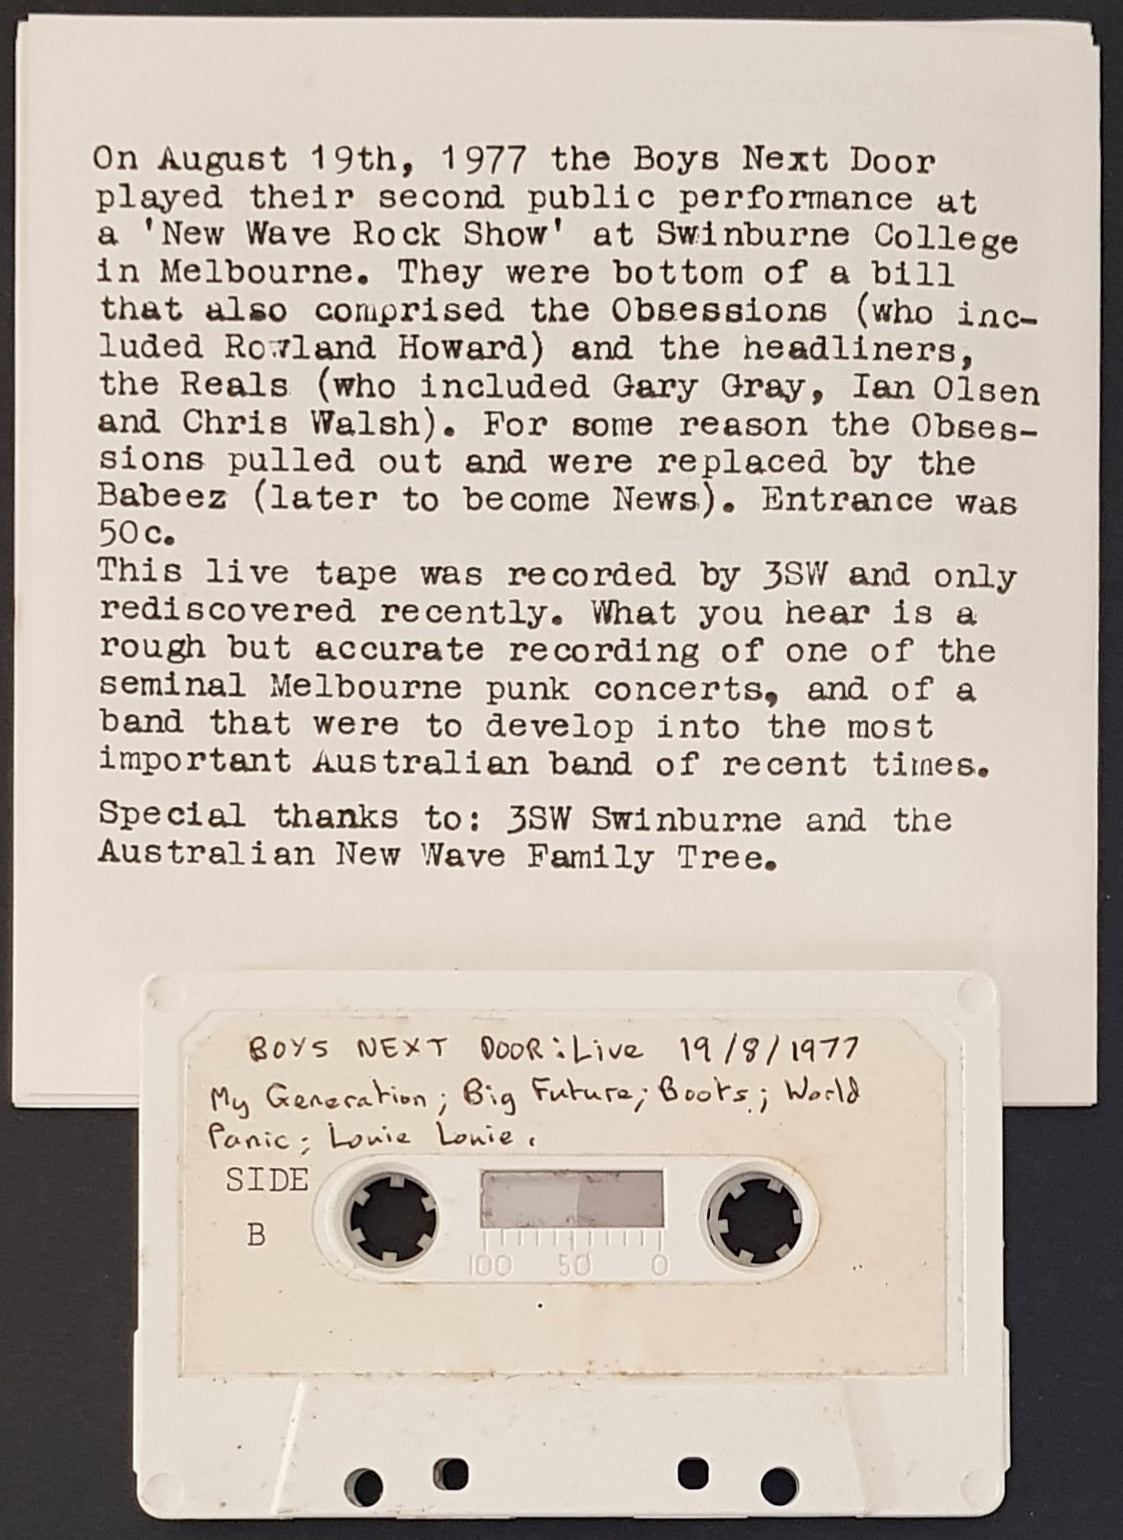 On August 19th, 1977 the Boys Next Door
played their second public performance at
a 'New Wave Rock Show' at Swinburne College
in Melbourne. They were bottom of a bill
that also comprised the Obsessions (who inc-
luded Rowland Howard) and the headliners,
the Reals (who included Gary Gray, Ian Olsen
and Chris Walsh). For some reason the Obses-
sions pulled out and were replaced by the
Babeez (later to become News). Entrance was
50c.
This live tape was recorded by 3SW and only
rediscovered recently. What you hear is a
rough but accurate recording of one of the
seminal Melbourne punk concerts, and of a
band that were to develop into the most
important Australian band of recent times.
Special thanks to: 3SW Swinburne and the
Australian New Wave Family Tree.
BOYS NEXT DOOR: Live 19/8/1977
My Generation; Big Future; Boots; World
Panic; Louie Louie.
SIDE
B
100 50 0